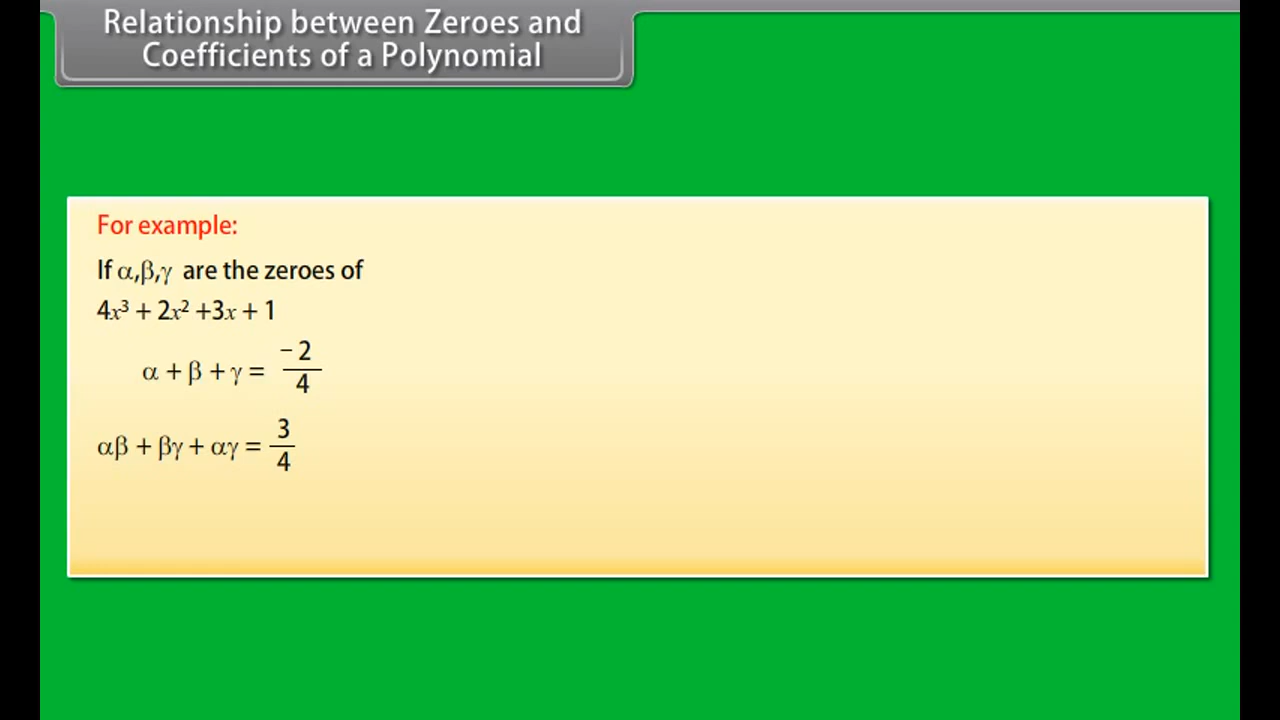 Relationship between Zeroes and
Coefficients of a Polynomial
For example:
If α,β,γ are the zeroes of
4x³ + 2x² +3x + 1
α + β + γ = −2/4
αβ + βγ + αγ = 3/4